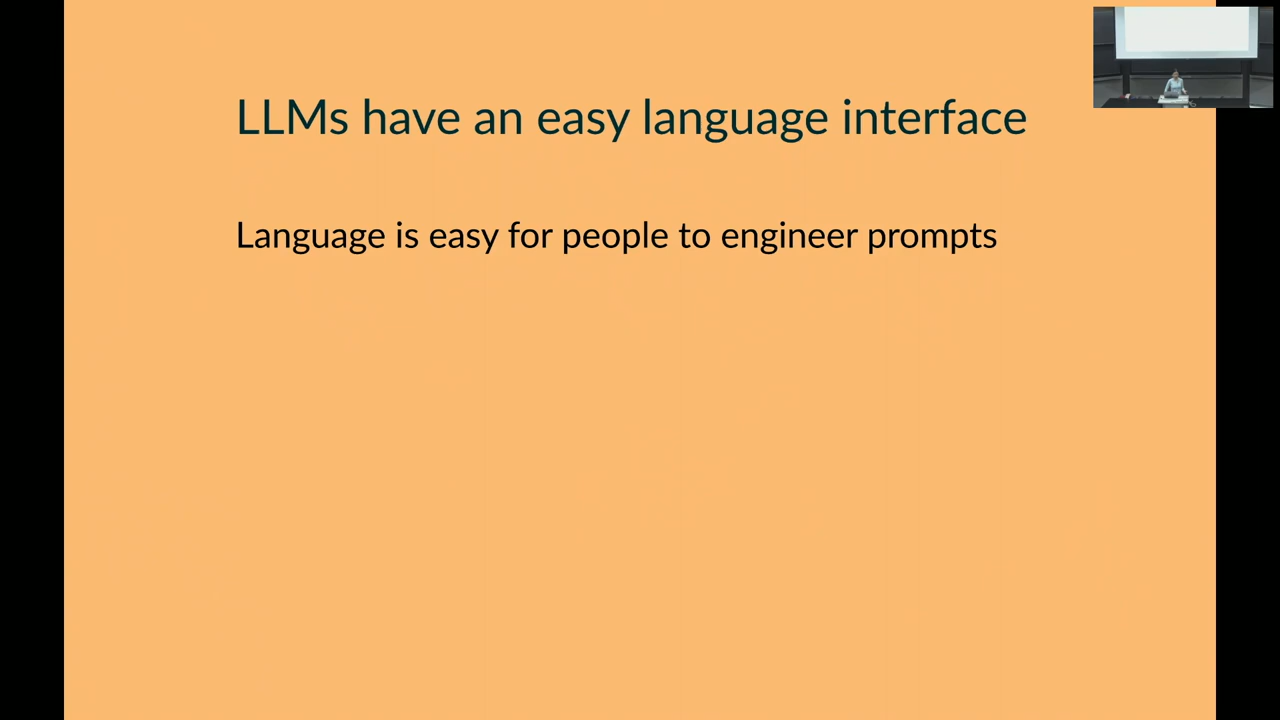 LLMs have an easy language interface
Language is easy for people to engineer prompts